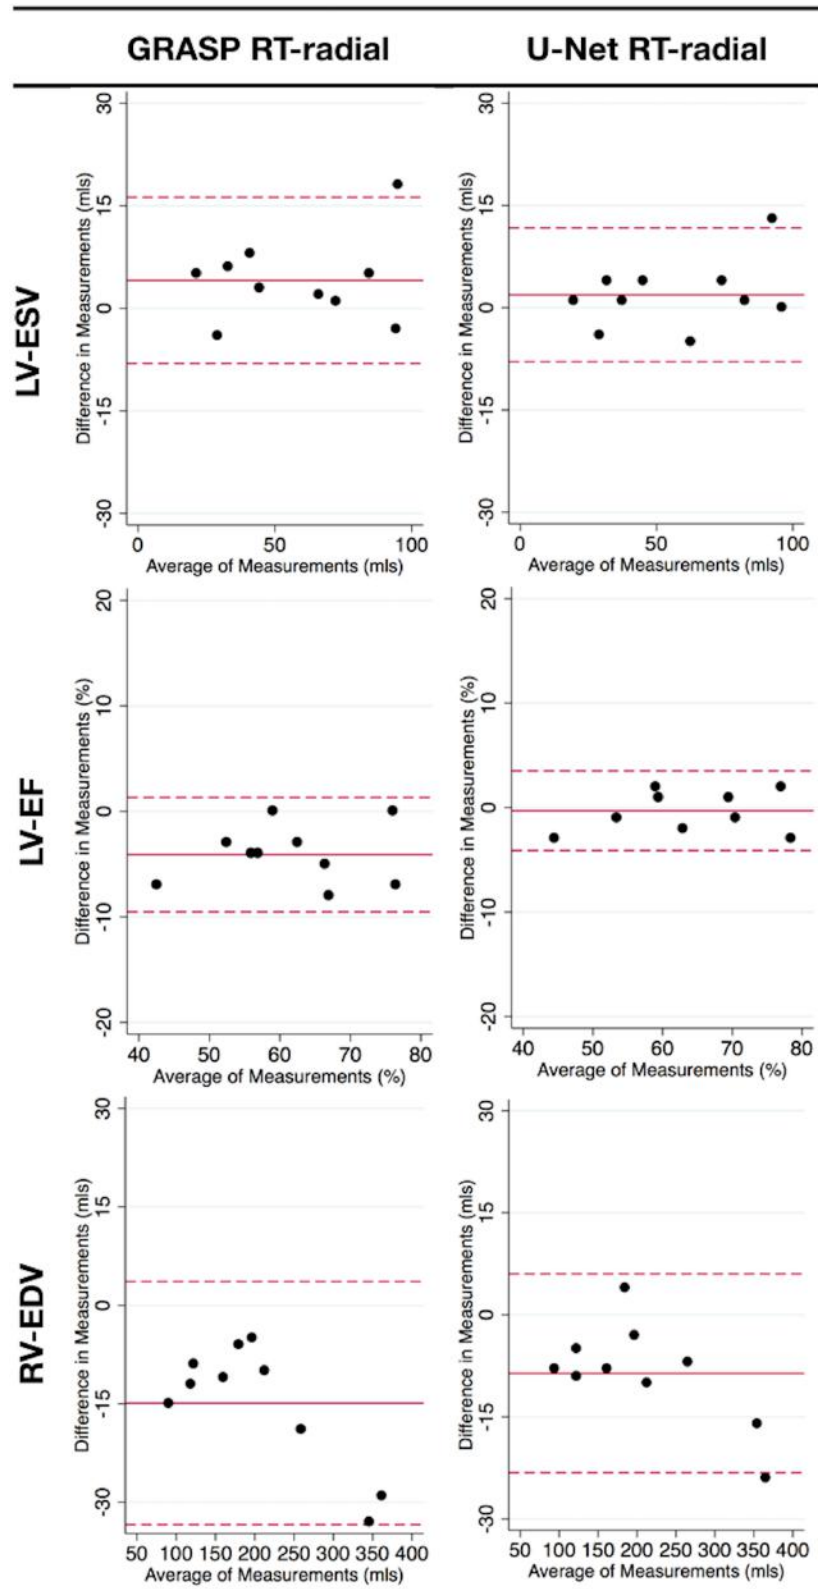 GRASP RT-radial
U-Net RT-radial
LV-ESV
Difference in Measurements (mls)
30
15
0
-15
-30
0 50 100
Average of Measurements (mls)
Difference in Measurements (mls)
30
15
0
-15
-30
0 50 100
Average of Measurements (mls)
LV-EF
Difference in Measurements (%)
20
10
0
-10
-20
40 50 60 70 80
Average of Measurements (%)
Difference in Measurements (%)
20
10
0
-10
-20
40 50 60 70 80
Average of Measurements (%)
RV-EDV
Difference in Measurements (mls)
30
15
0
-15
-30
50 100 150 200 250 300 350 400
Average of Measurements (mls)
Difference in Measurements (mls)
30
15
0
-15
-30
50 100 150 200 250 300 350 400
Average of Measurements (mls)